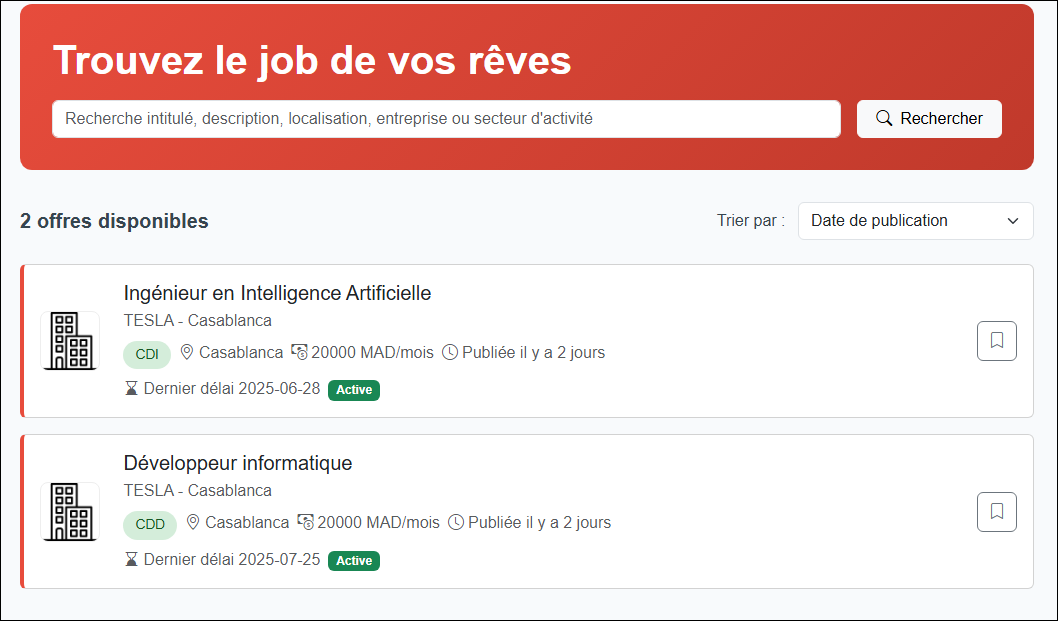 Trouvez le job de vos rêves
Recherche intitulé, description, localisation, entreprise ou secteur d'activité
Rechercher
2 offres disponibles
Trier par :
Date de publication
Ingénieur en Intelligence Artificielle
TESLA - Casablanca
CDI Casablanca 20000 MAD/mois Publiée il y a 2 jours
Dernier délai 2025-06-28 Active
Développeur informatique
TESLA - Casablanca
CDD Casablanca 20000 MAD/mois Publiée il y a 2 jours
Dernier délai 2025-07-25 Active